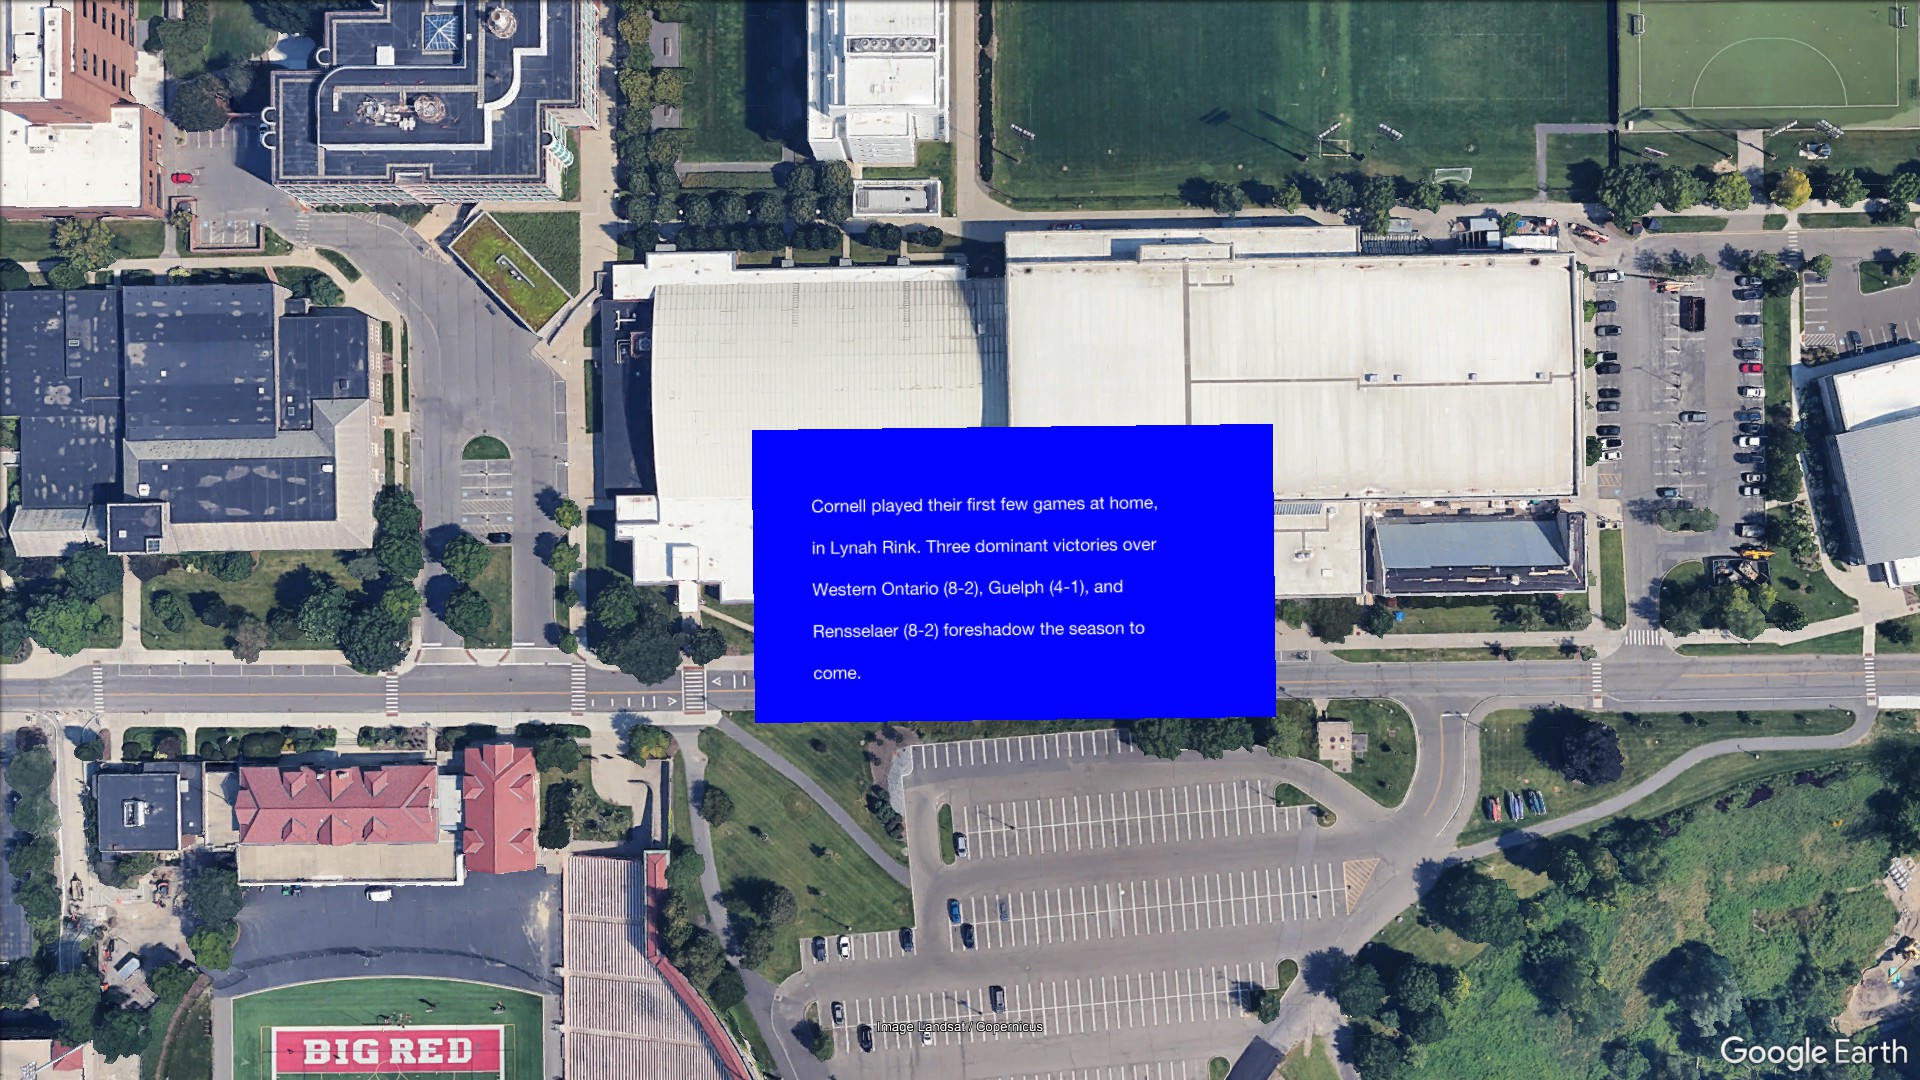 Cornell played their first few games at home,
in Lynah Rink. Three dominant victories over
Western Ontario (8-2), Guelph (4-1), and
Rensselaer (8-2) foreshadow the season to
come.
BIG RED
Image Landsat / Copernicus
Google Earth